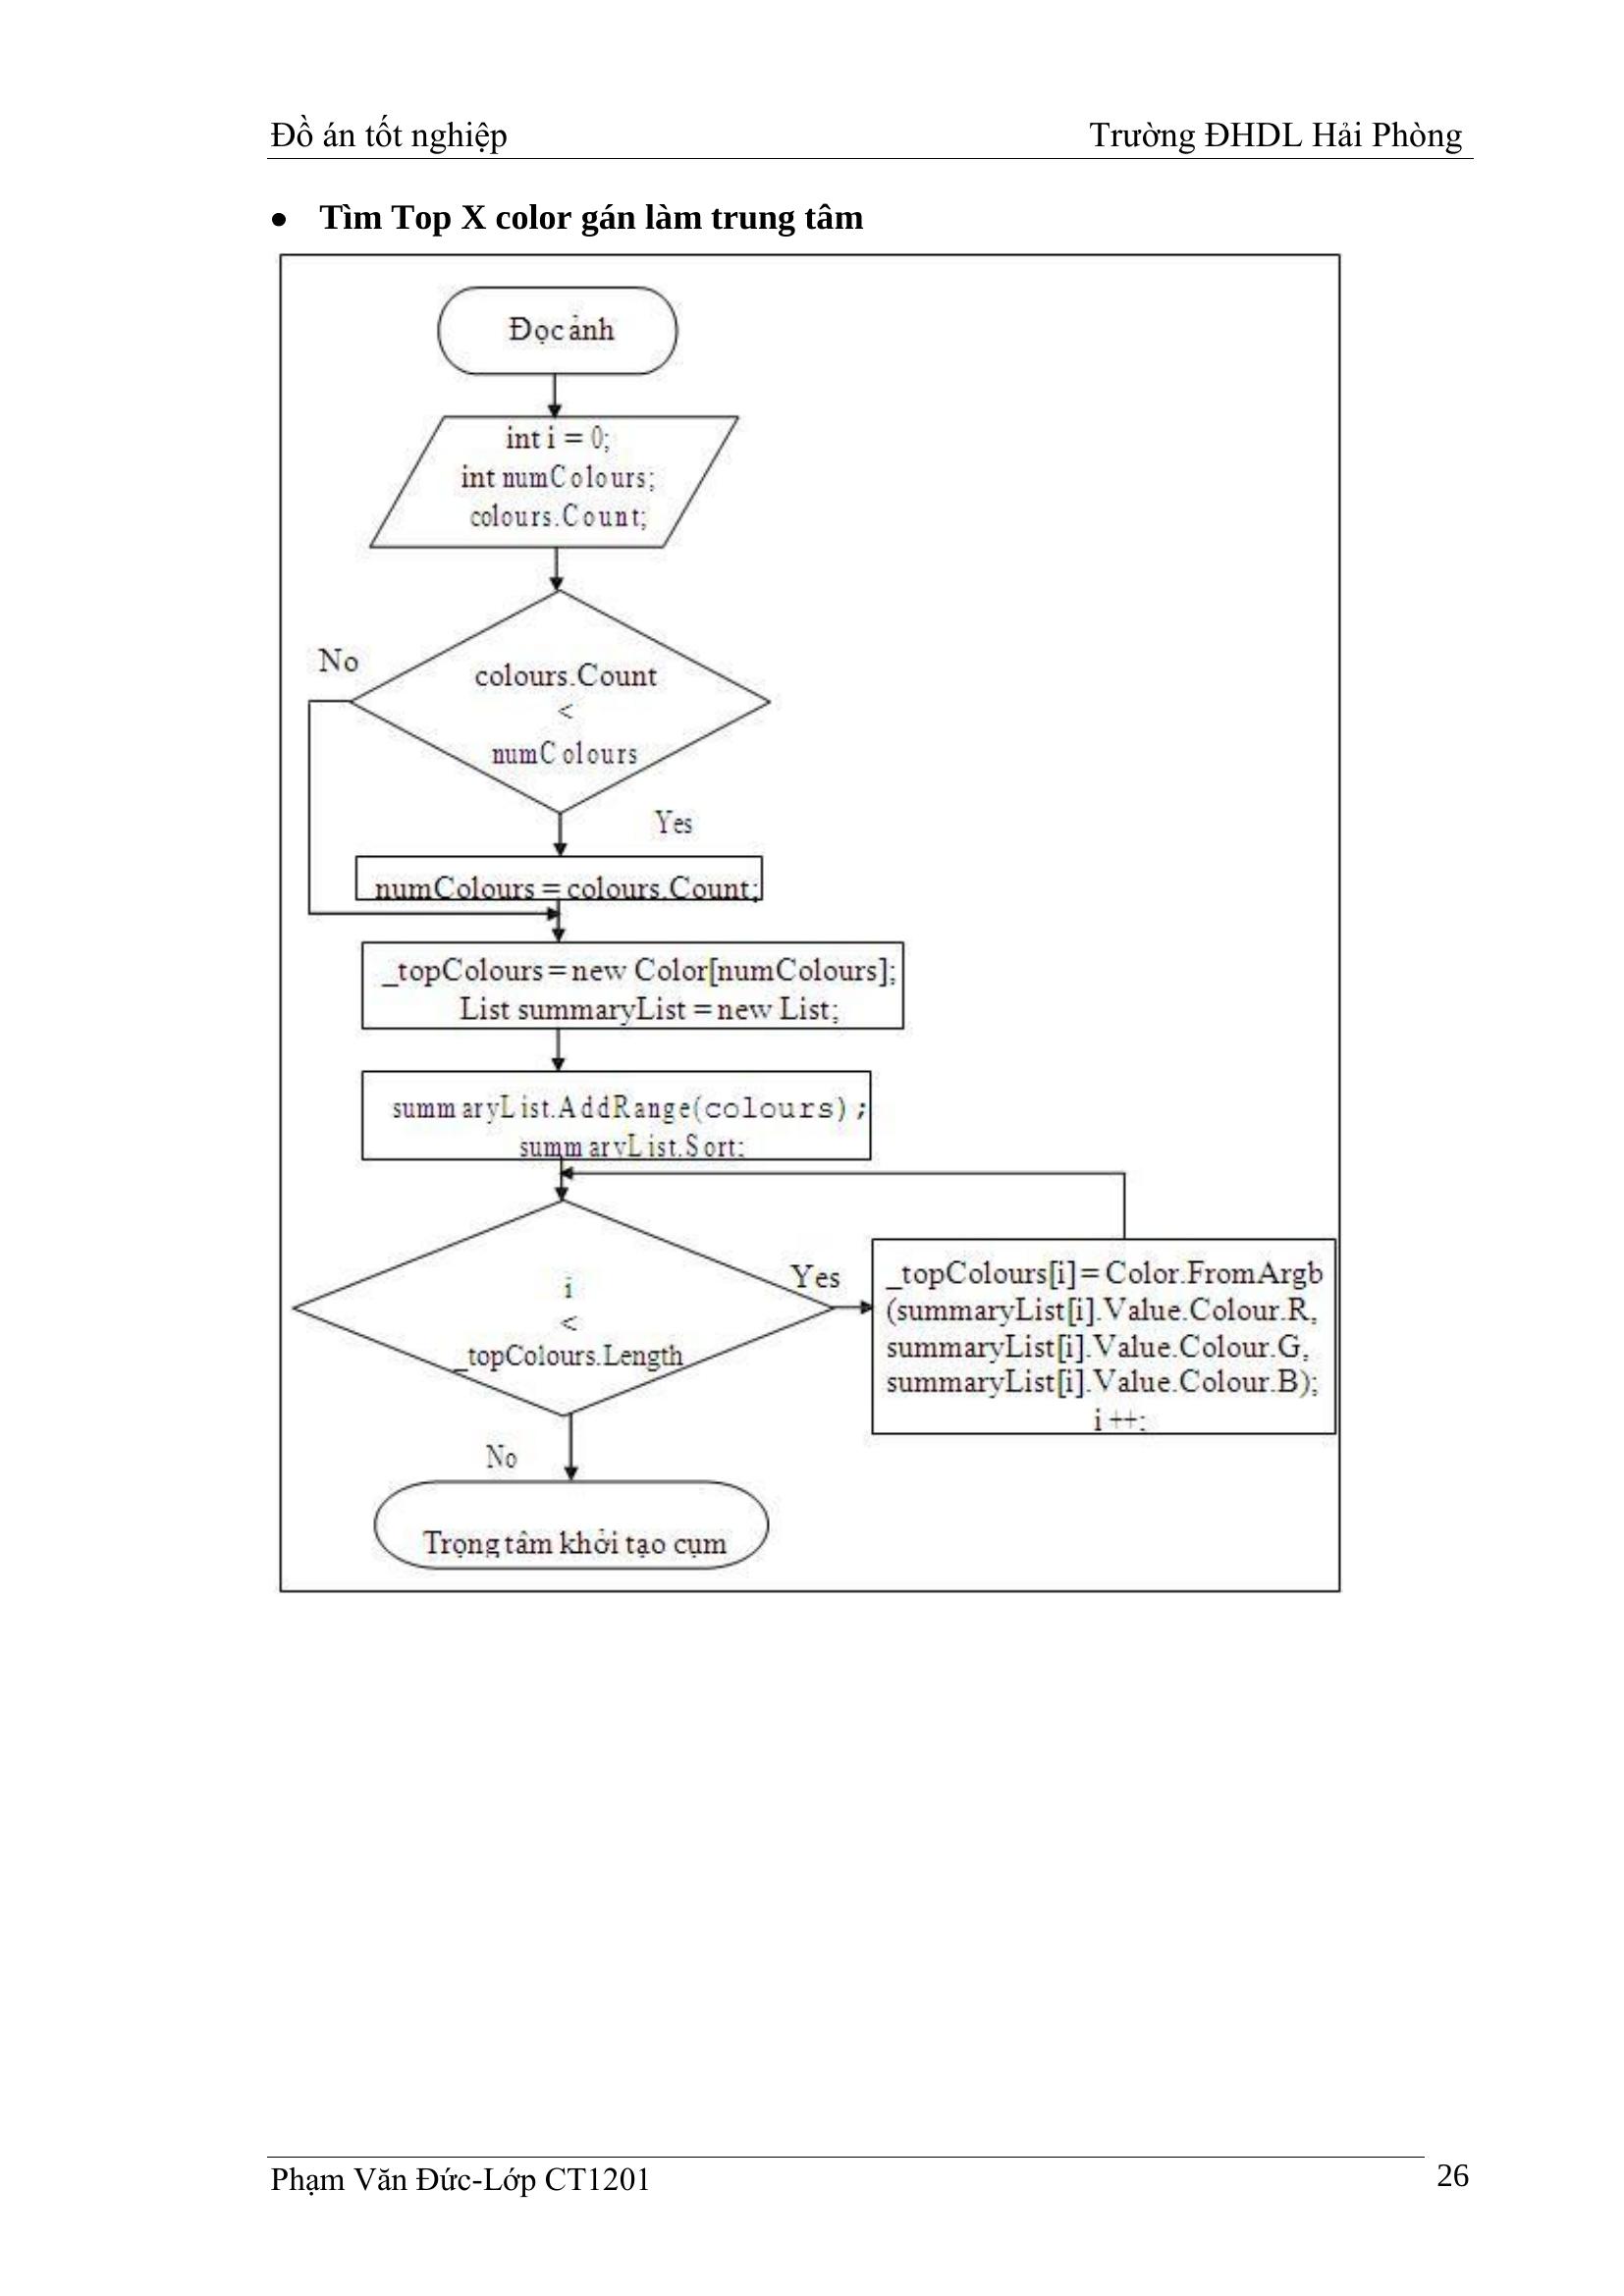 Đồ án tốt nghiệp Trường ĐHDL Hải Phòng
● Tìm Top X color gán làm trung tâm
Đọc ảnh
int i = 0;
int numColours;
colours.Count;
No
colours.Count
<
numColours
Yes
numColours = colours.Count;
_topColours = new Color[numColours];
List summaryList = new List;
summaryList.AddRange(colours) ;
summaryList.Sort;
i
<
_topColours.Length
Yes
_topColours[i] = Color.FromArgb
(summaryList[i].Value.Colour.R,
summaryList[i].Value.Colour.G,
summaryList[i].Value.Colour.B);
i ++;
No
Trọng tâm khởi tạo cụm
Phạm Văn Đức-Lớp CT1201 26